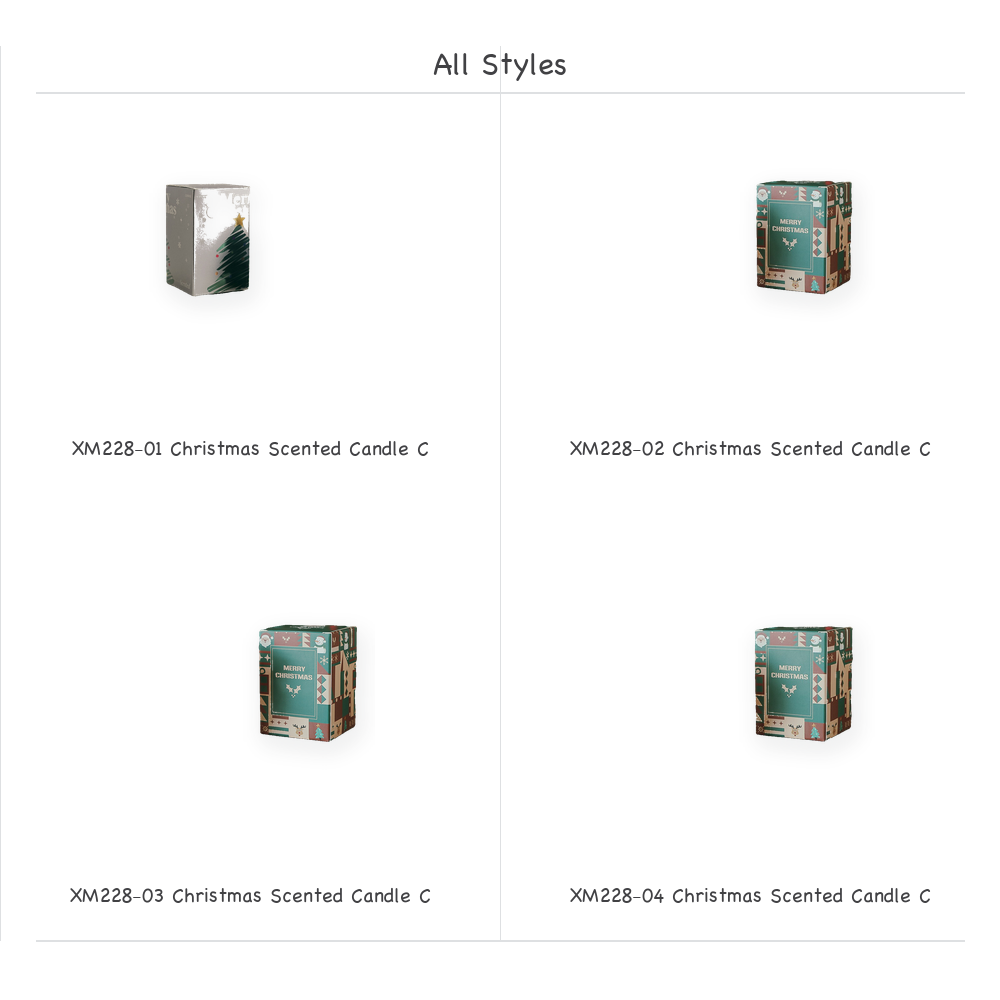 All Styles
MERRY
CHRISTMAS
XM228-01 Christmas Scented Candle C
XM228-02 Christmas Scented Candle C
MERRY
CHRISTMAS
MERRY
CHRISTMAS
XM228-03 Christmas Scented Candle C
XM228-04 Christmas Scented Candle C